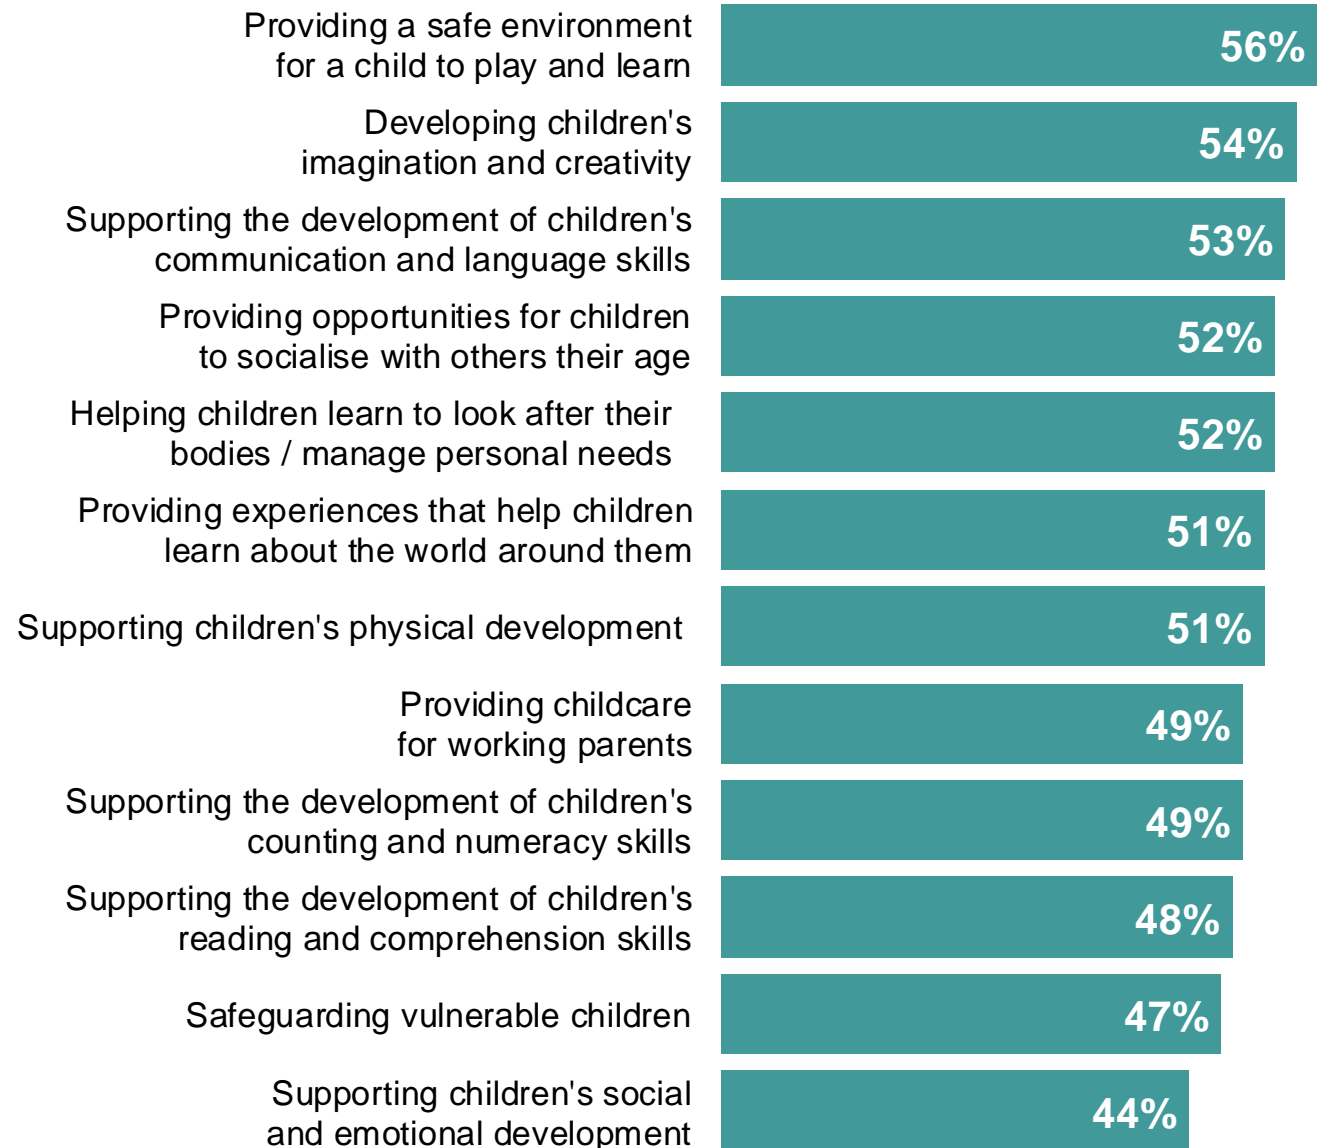 Providing a safe environment
for a child to play and learn
56%
Developing children's
imagination and creativity
54%
Supporting the development of children's
communication and language skills
53%
Providing opportunities for children
to socialise with others their age
52%
Helping children learn to look after their
bodies / manage personal needs
52%
Providing experiences that help children
learn about the world around them
51%
Supporting children's physical development
51%
Providing childcare
for working parents
49%
Supporting the development of children's
counting and numeracy skills
49%
Supporting the development of children's
reading and comprehension skills
48%
Safeguarding vulnerable children
47%
Supporting children's social
and emotional development
44%